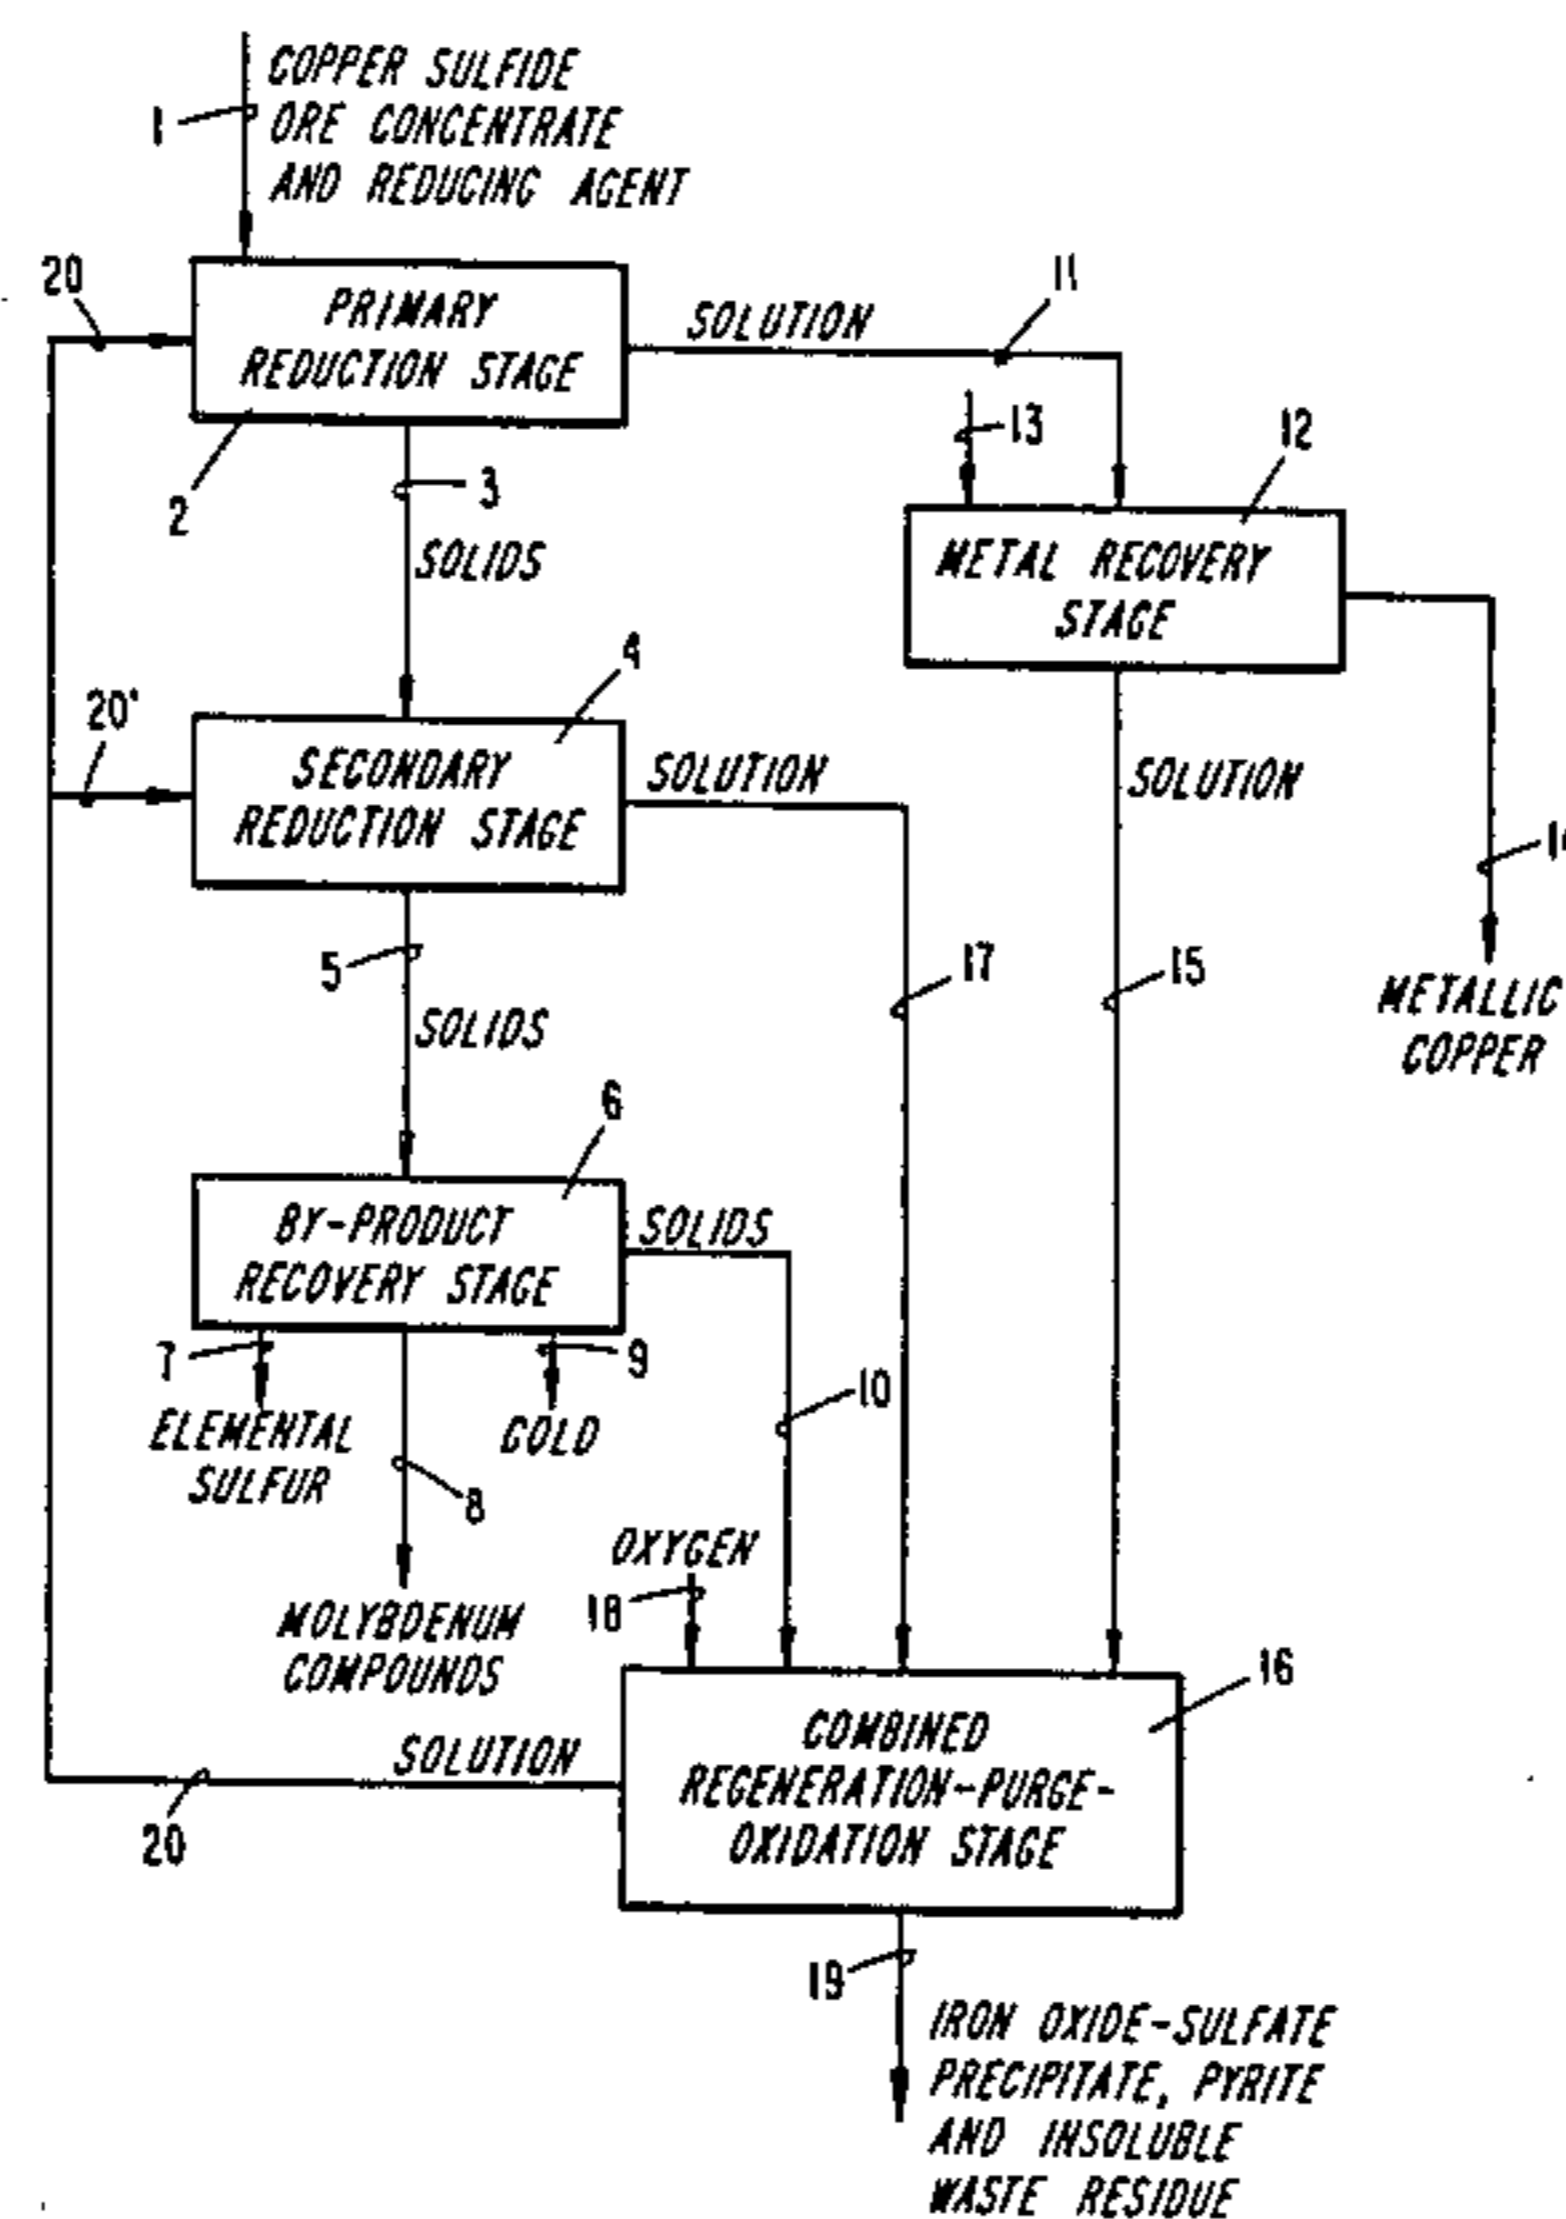 COPPER SULFIDE
ORE CONCENTRATE
AND REDUCING AGENT
1
20
PRIMARY
REDUCTION STAGE
SOLUTION
11
2
3
SOLIDS
13
12
METAL RECOVERY
STAGE
4
20'
SECONDARY
REDUCTION STAGE
SOLUTION
SOLUTION
5
SOLIDS
17
15
METALLIC
COPPER
6
BY-PRODUCT
RECOVERY STAGE
SOLIDS
7
9
10
ELEMENTAL
SULFUR
GOLD
8
OXYGEN
18
MOLYBDENUM
COMPOUNDS
16
COMBINED
REGENERATION-PURGE-
OXIDATION STAGE
SOLUTION
20
19
IRON OXIDE-SULFATE
PRECIPITATE, PYRITE
AND INSOLUBLE
WASTE RESIDUE